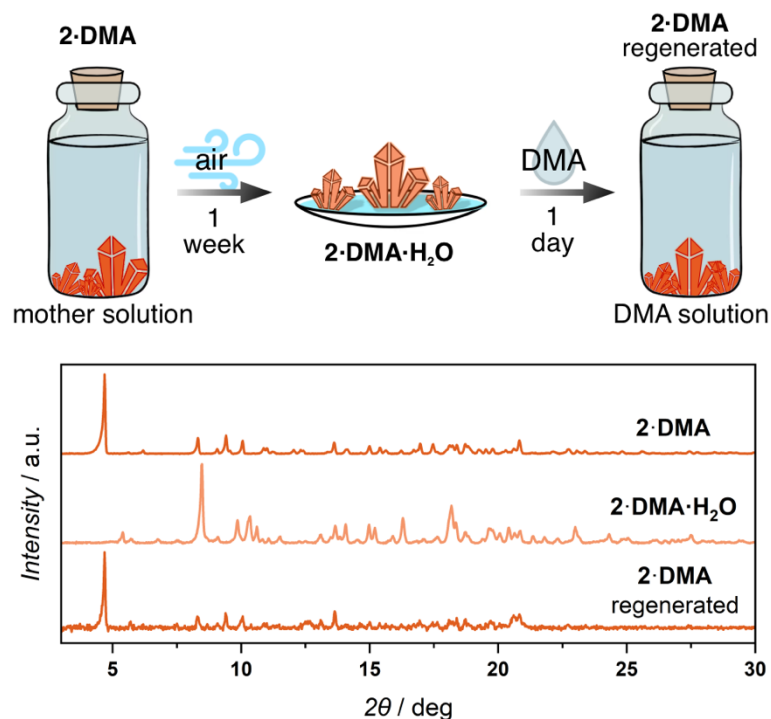 2·DMA
2·DMA
regenerated
air
1
week
DMA
1
day
2·DMA·H₂O
mother solution
DMA solution
2·DMA
2·DMA·H₂O
2·DMA
regenerated
Intensity / a.u.
5 10 15 20 25 30
2θ / deg